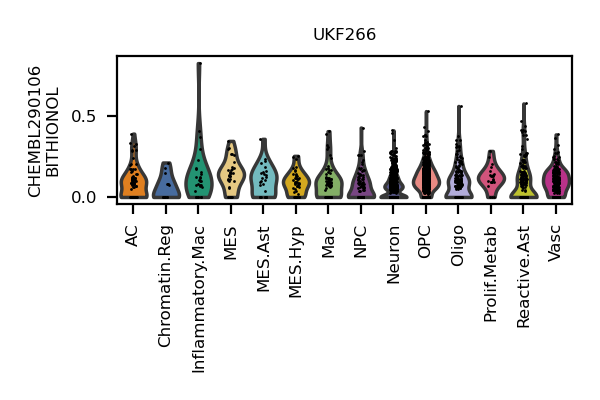 UKF266
CHEMBL290106
BITHIONOL
0.5
0.0
AC
Chromatin.Reg
Inflammatory.Mac
MES
MES.Ast
MES.Hyp
Mac
NPC
Neuron
OPC
Oligo
Prolif.Metab
Reactive.Ast
Vasc